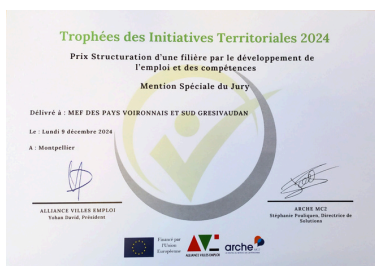 Trophées des Initiatives Territoriales 2024
Prix Structuration d'une filière par le développement de
l'emploi et des compétences
Mention Spéciale du Jury
Délivré à : MEF DES PAYS VOIRONNAIS ET SUD GRESIVAUDAN
Le : Lundi 9 décembre 2024
A : Montpellier
ALLIANCE VILLES EMPLOI
Yohan David, Président
ARCHE MC2
Stéphanie Pouliquen, Directrice de
Solutions
Financé par
l'Union
Européenne
ALLIANCE VILLES EMPLOI
arche